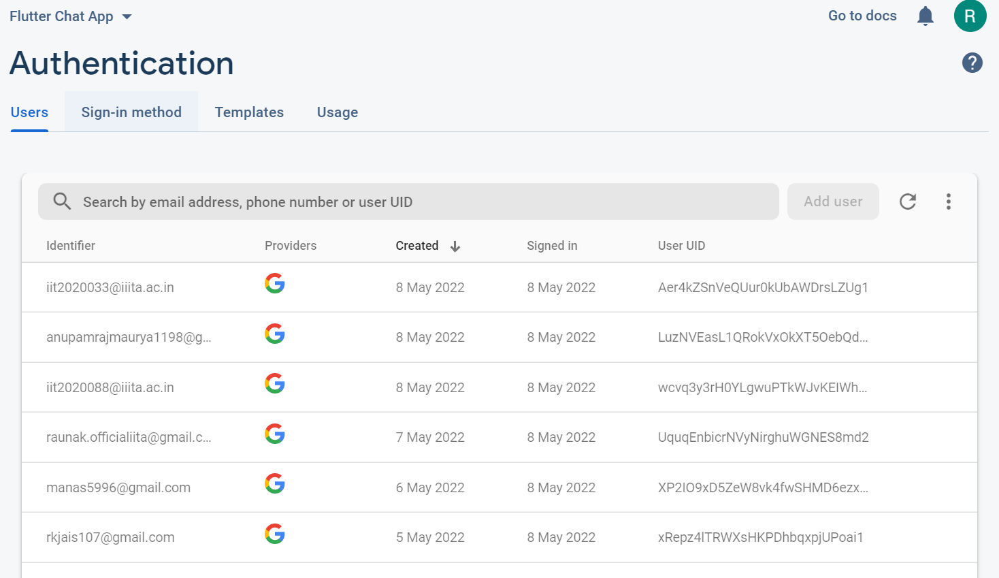 Flutter Chat App
Go to docs
R
Authentication
?
Users Sign-in method Templates Usage
Search by email address, phone number or user UID
Add user
Identifier Providers Created Signed in User UID
iit2020033@iiita.ac.in 8 May 2022 8 May 2022 Aer4kZSnVeQUur0kUbAWDrsLZUg1
anupamrajmaurya1198@g... 8 May 2022 8 May 2022 LuzNVEasL1QRokVxOkXT5OebQd...
iit2020088@iiita.ac.in 8 May 2022 8 May 2022 wcvq3y3rH0YLgwuPTkWJvKEIWh...
raunak.officialiita@gmail.c... 7 May 2022 8 May 2022 UquqEnbicrNVyNirghuWGNES8md2
manas5996@gmail.com 6 May 2022 8 May 2022 XP2IO9xD5ZeW8vk4fwSHMD6ezx...
rkjais107@gmail.com 5 May 2022 8 May 2022 xRepz4lTRWXsHKPDhbqxpjUPoai1